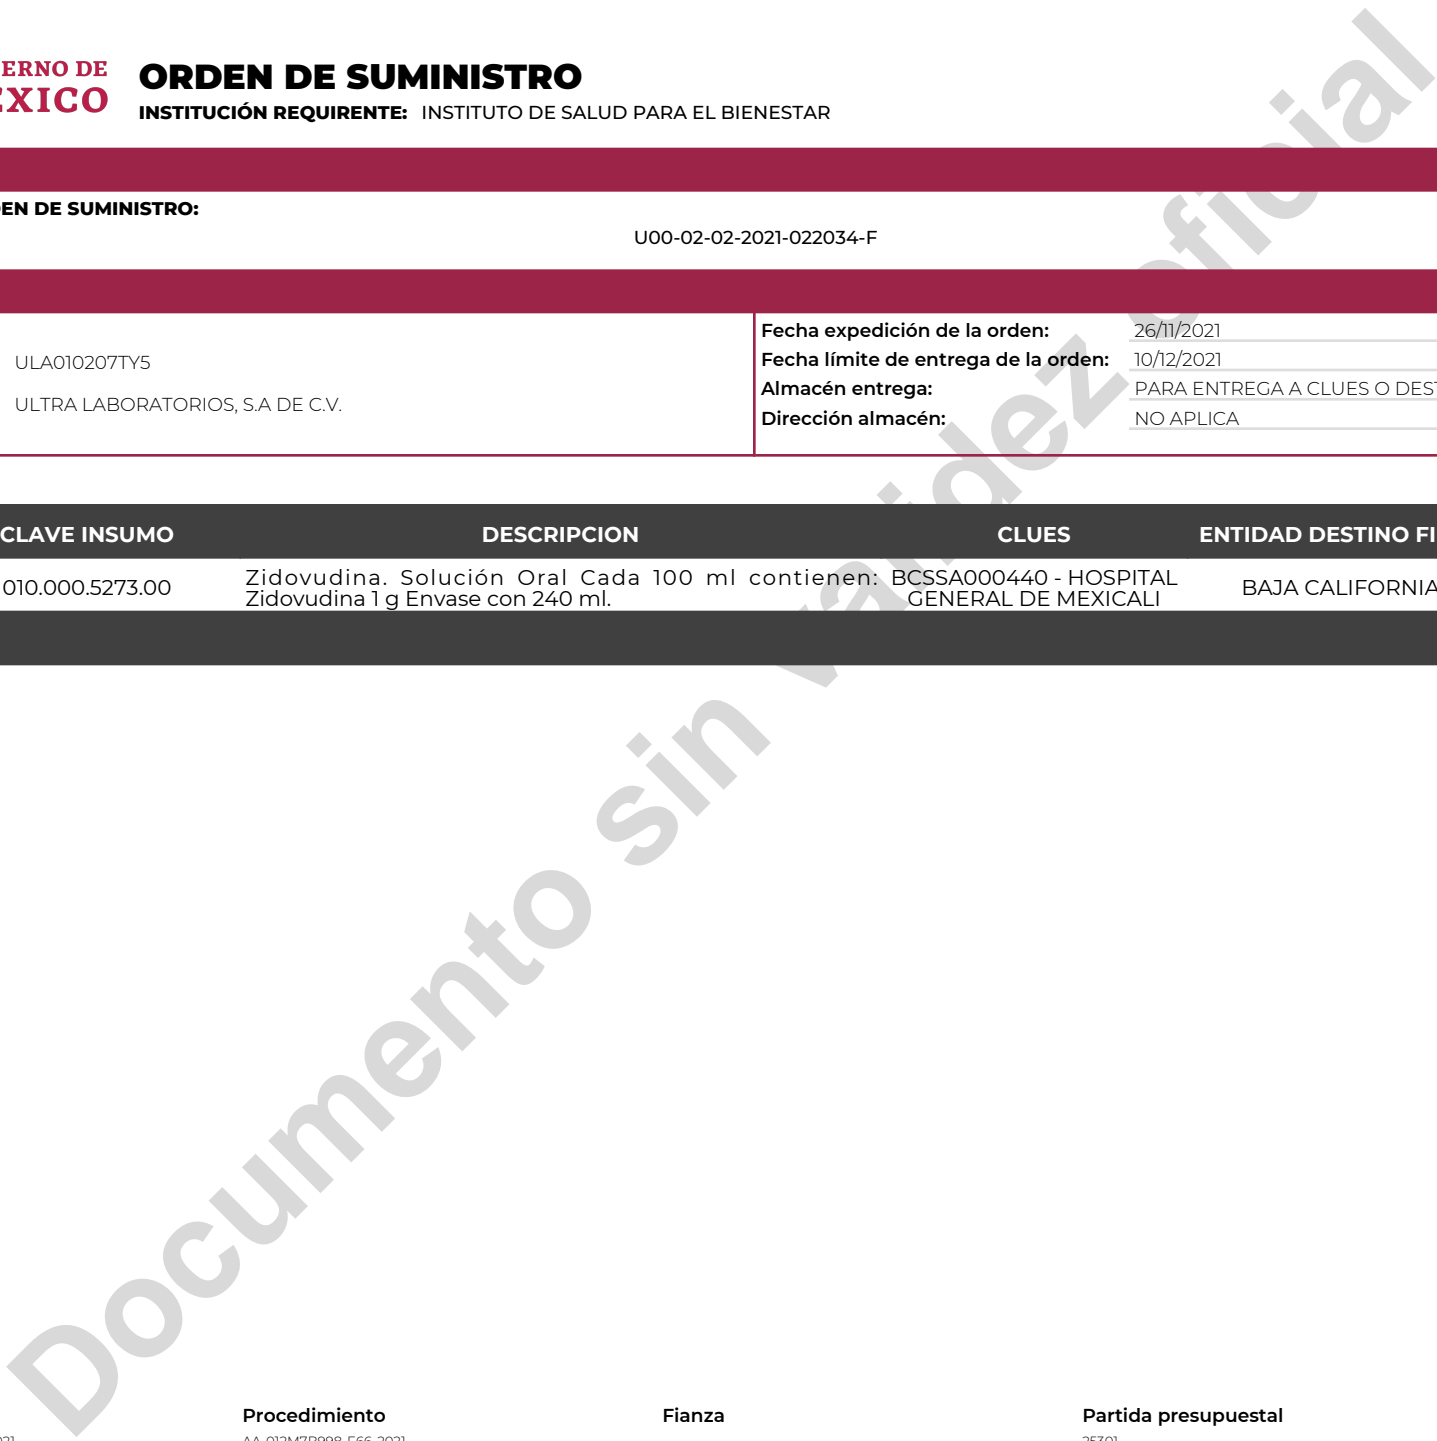 ERNO DE
EXICO
ORDEN DE SUMINISTRO
INSTITUCIÓN REQUIRENTE: INSTITUTO DE SALUD PARA EL BIENESTAR
EN DE SUMINISTRO:
U00-02-02-2021-022034-F
ULA010207TY5
ULTRA LABORATORIOS, S.A DE C.V.
Fecha expedición de la orden: 26/11/2021
Fecha límite de entrega de la orden: 10/12/2021
Almacén entrega: PARA ENTREGA A CLUES O DEST
Dirección almacén: NO APLICA
CLAVE INSUMO DESCRIPCION CLUES ENTIDAD DESTINO FI
010.000.5273.00 Zidovudina. Solución Oral Cada 100 ml contienen: BCSSA000440 - HOSPITAL BAJA CALIFORNIA
Zidovudina 1 g Envase con 240 ml. GENERAL DE MEXICALI
Documento sin validez oficial
Procedimiento Fianza Partida presupuestal